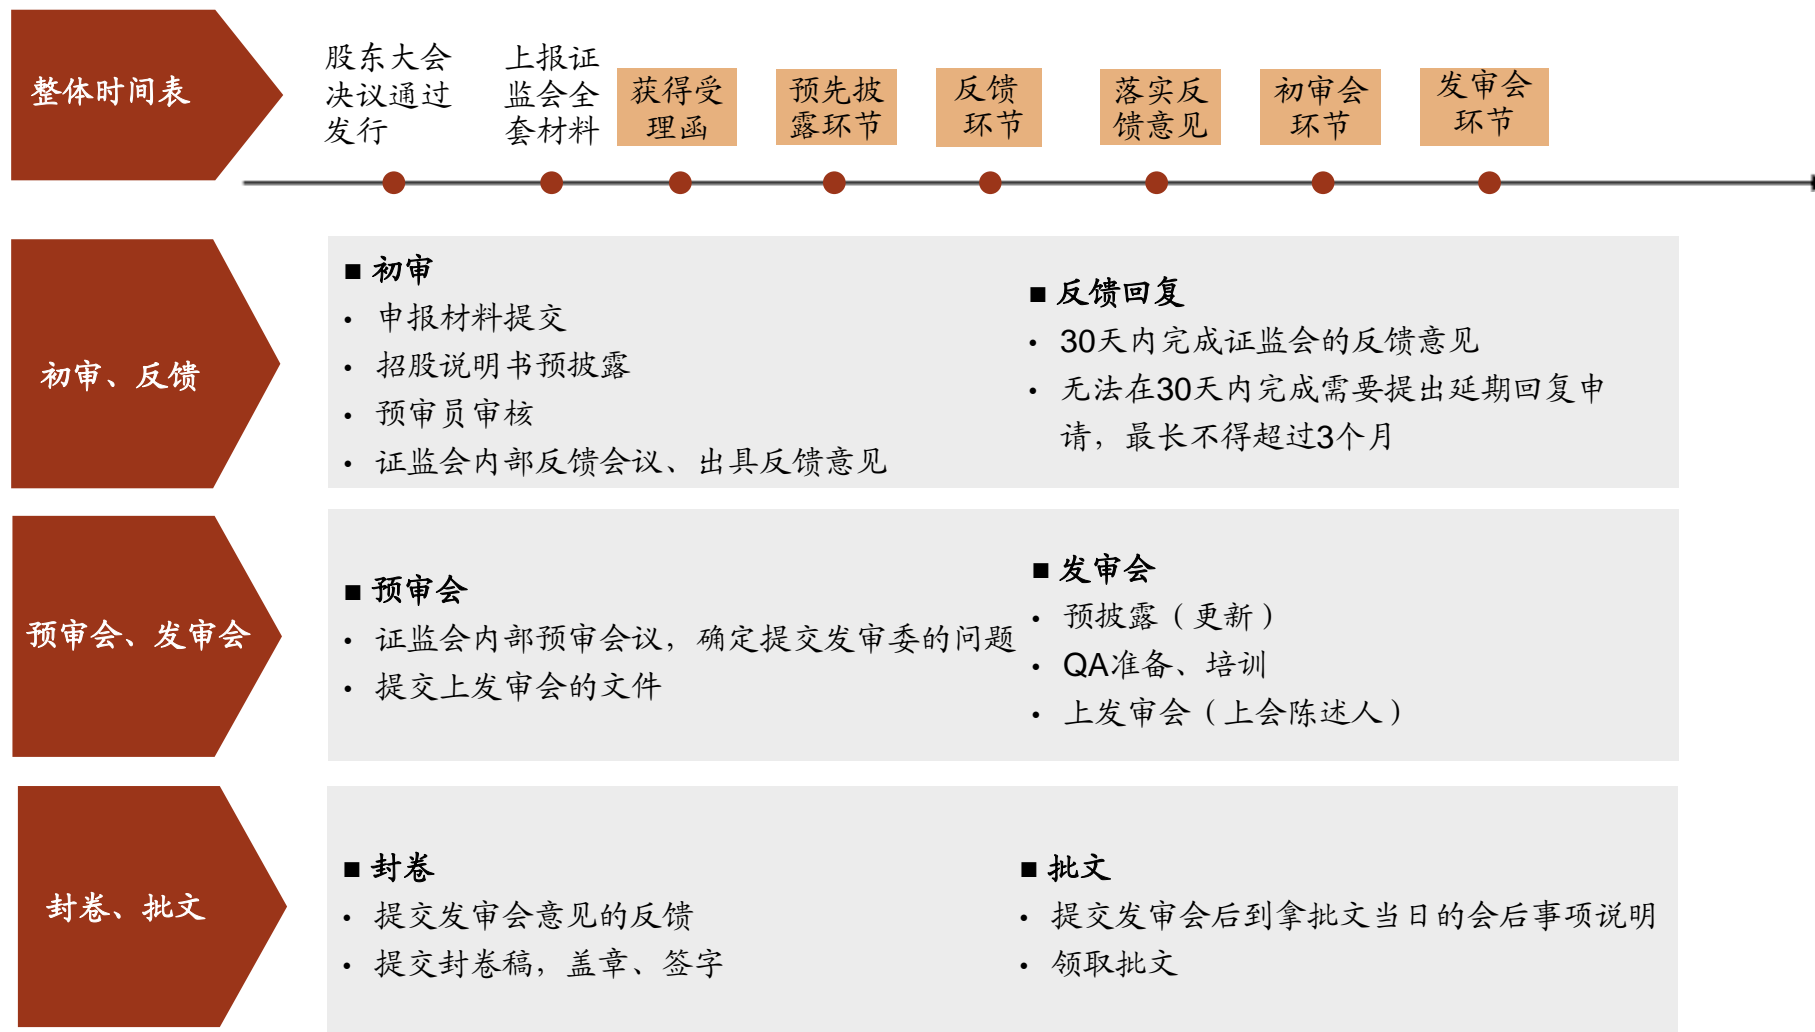 整体时间表
股东大会
决议通过
发行
上报证
监会全
套材料
获得受
理函
预先披
露环节
反馈
环节
落实反
馈意见
初审会
环节
发审会
环节
初审、反馈
■ 初审
• 申报材料提交
• 招股说明书预披露
• 预审员审核
• 证监会内部反馈会议、出具反馈意见
■ 反馈回复
• 30天内完成证监会的反馈意见
• 无法在30天内完成需要提出延期回复申
请，最长不得超过3个月
预审会、发审会
■ 预审会
• 证监会内部预审会议，确定提交发审委的问题
• 提交上发审会的文件
■ 发审会
• 预披露（更新）
• QA准备、培训
• 上发审会（上会陈述人）
封卷、批文
■ 封卷
• 提交发审会意见的反馈
• 提交封卷稿，盖章、签字
■ 批文
• 提交发审会后到拿批文当日的会后事项说明
• 领取批文